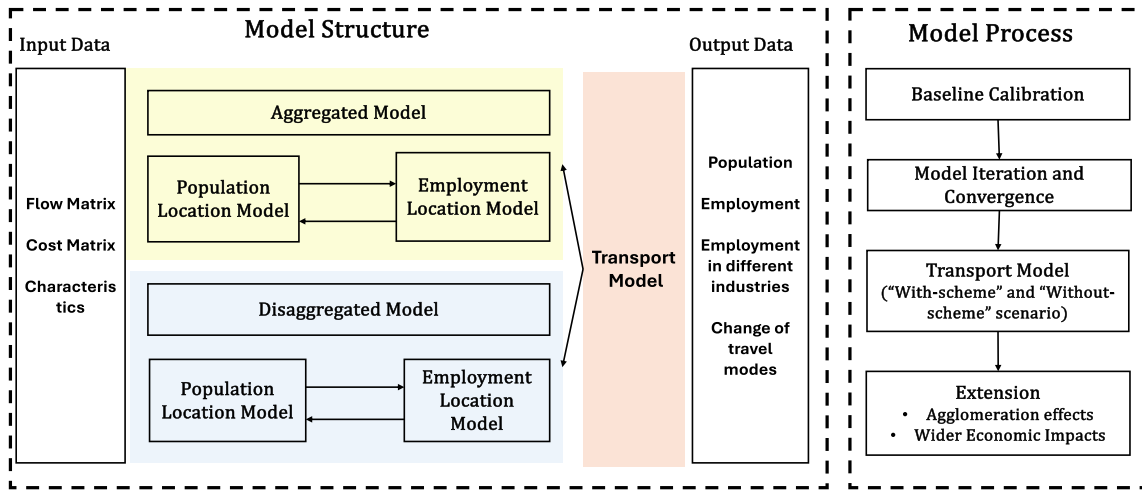 Model Structure
Input Data
Output Data
Flow Matrix
Cost Matrix
Characteris
tics
Aggregated Model
Population
Location Model
Employment
Location Model
Disaggregated Model
Population
Location Model
Employment
Location
Model
Transport
Model
Population
Employment
Employment
in different
industries
Change of
travel
modes
Model Process
Baseline Calibration
Model Iteration and
Convergence
Transport Model
(“With-scheme” and “Without-
scheme” scenario)
Extension
• Agglomeration effects
• Wider Economic Impacts